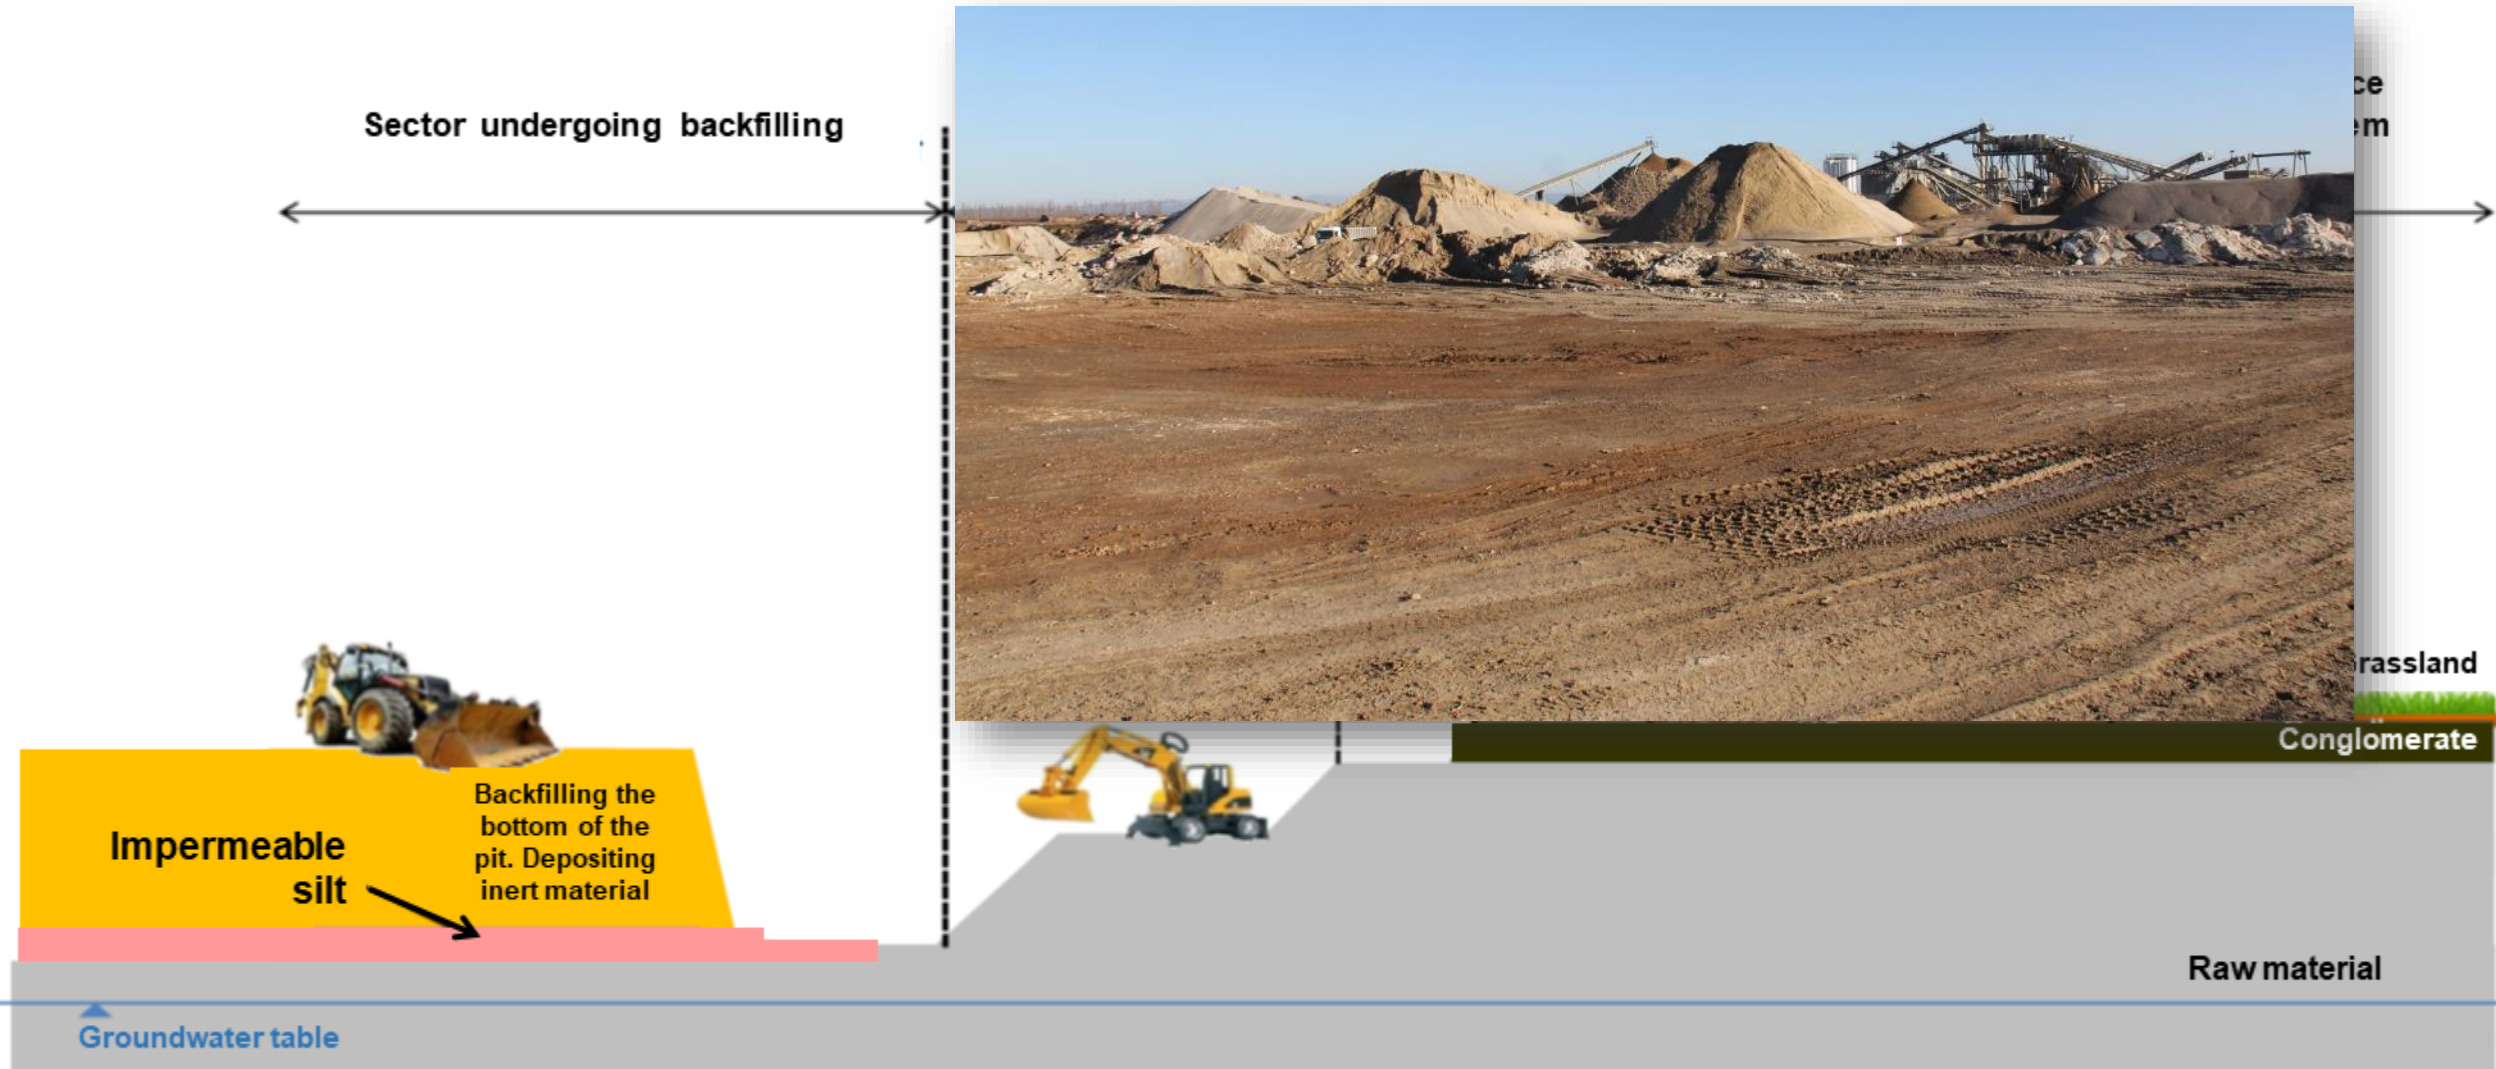 Sector undergoing backfilling
Conglomerate
Backfilling the
bottom of the
pit. Depositing
inert material
Impermeable
silt
Raw material
Groundwater table